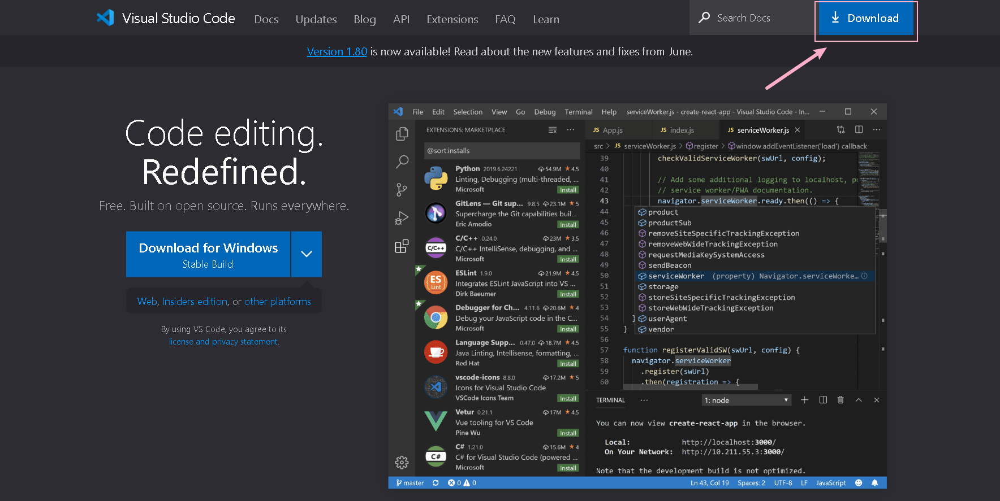 Visual Studio Code Docs Updates Blog API Extensions FAQ Learn Search Docs Download
Version 1.80 is now available! Read about the new features and fixes from June.
Code editing.
Redefined.
Free. Built on open source. Runs everywhere.
Download for Windows
Stable Build
Web, Insiders edition, or other platforms
By using VS Code, you agree to its
license and privacy statement.
File Edit Selection View Go Debug Terminal Help serviceWorker.js - create-react-app - Visual Studio Code - In...
EXTENSIONS: MARKETPLACE
@sort:installs
Python 2019.6.24221 54.9M 4.5
Linting, Debugging (multi-threaded, ...
Microsoft Install
GitLens — Git sup... 9.8.5 23.1M 5
Supercharge the Git capabilities buil...
Eric Amodio Install
C/C++
C/C++ 0.24.0 23M 3.5
C/C++ IntelliSense, debugging, and ...
Microsoft Install
ES
Lint
ESLint 1.9.0 21.9M 4.5
Integrates ESLint JavaScript into VS ...
Dirk Baeumer Install
Debugger for Ch... 4.11.6 20.6M 4
Debug your JavaScript code in the C...
Microsoft Install
Language Supp... 0.47.0 18.7M 4.5
Java Linting, Intellisense, formatting, ...
Red Hat Install
vscode-icons 8.8.0 17.2M 5
Icons for Visual Studio Code
VSCode Icons Team Install
Vetur 0.21.1 17M 4.5
Vue tooling for VS Code
Pine Wu Install
C#
C# 1.21.0 15.6M 4
C# for Visual Studio Code (powered ...
Microsoft Install
JS App.js JS index.js JS serviceWorker.js
src > JS serviceWorker.js > register > window.addEventListener('load') callback
39 checkValidServiceWorker(swUrl, config);
40
41 // Add some additional logging to localhost, p
42 // service worker/PWA documentation.
43 navigator.serviceWorker.ready.then(() => {
44 product
45 productSub
46 removeSiteSpecificTrackingException
47 removeWebWideTrackingException
48 requestMediaKeySystemAccess
49 sendBeacon
50 serviceWorker (property) Navigator.serviceWorke...
51 storage
52 storeSiteSpecificTrackingException
53 storeWebWideTrackingException
54 } userAgent
55 } vendor
56
57 function registerValidSW(swUrl, config) {
58 navigator.serviceWorker
59 .register(swUrl)
60 .then(registration => {
TERMINAL ... 1: node
You can now view create-react-app in the browser.
Local: http://localhost:3000/
On Your Network: http://10.211.55.3:3000/
Note that the development build is not optimized.
master 0 0 Ln 43, Col 19 Spaces: 2 UTF-8 LF JavaScript